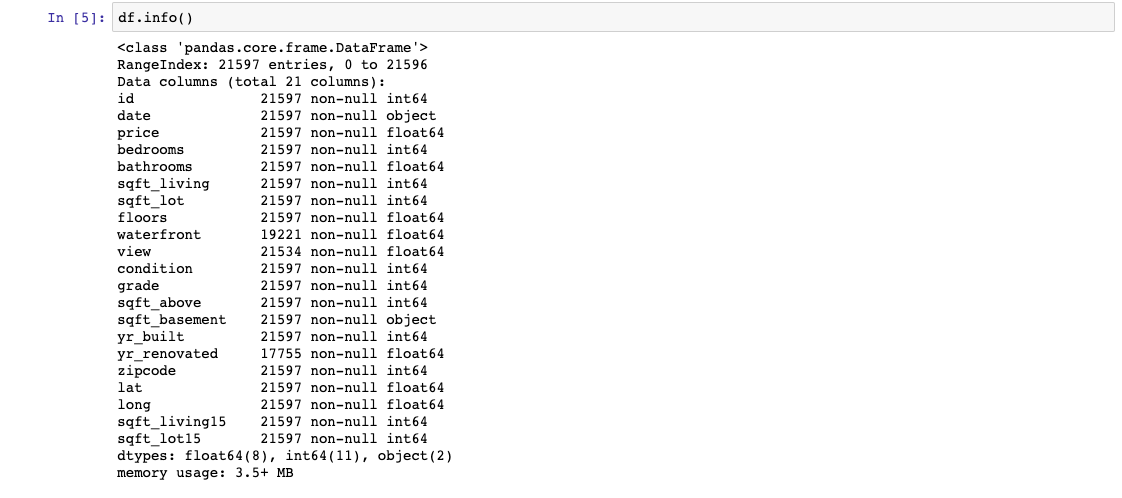 In [5]: df.info()
<class 'pandas.core.frame.DataFrame'>
RangeIndex: 21597 entries, 0 to 21596
Data columns (total 21 columns):
id 21597 non-null int64
date 21597 non-null object
price 21597 non-null float64
bedrooms 21597 non-null int64
bathrooms 21597 non-null float64
sqft_living 21597 non-null int64
sqft_lot 21597 non-null int64
floors 21597 non-null float64
waterfront 19221 non-null float64
view 21534 non-null float64
condition 21597 non-null int64
grade 21597 non-null int64
sqft_above 21597 non-null int64
sqft_basement 21597 non-null object
yr_built 21597 non-null int64
yr_renovated 17755 non-null float64
zipcode 21597 non-null int64
lat 21597 non-null float64
long 21597 non-null float64
sqft_living15 21597 non-null int64
sqft_lot15 21597 non-null int64
dtypes: float64(8), int64(11), object(2)
memory usage: 3.5+ MB